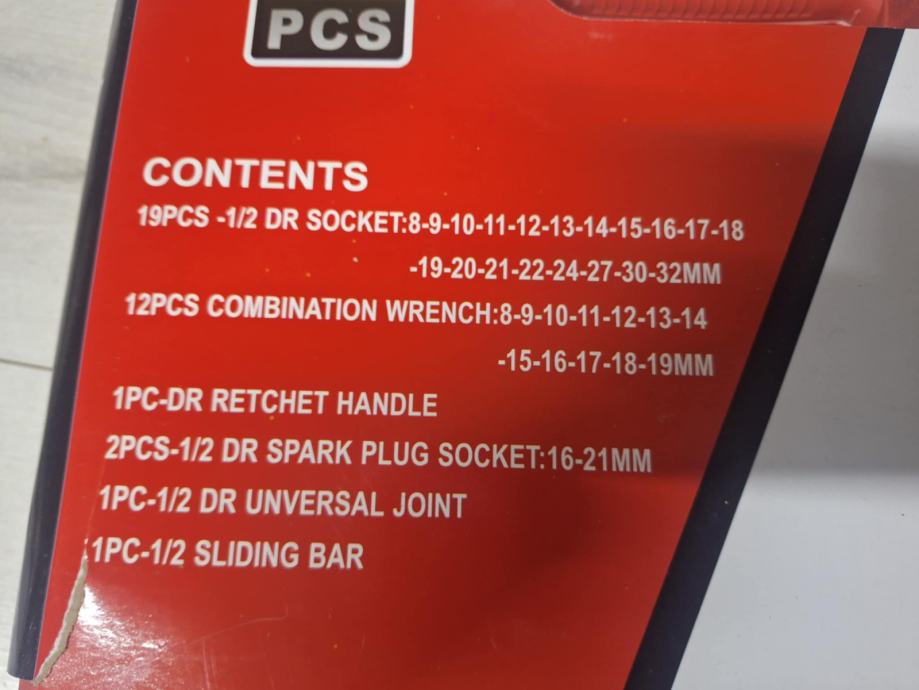 PCS
CONTENTS
19PCS -1/2 DR SOCKET:8-9-10-11-12-13-14-15-16-17-18
-19-20-21-22-24-27-30-32MM
12PCS COMBINATION WRENCH:8-9-10-11-12-13-14
-15-16-17-18-19MM
1PC-DR RETCHET HANDLE
2PCS-1/2 DR SPARK PLUG SOCKET:16-21MM
1PC-1/2 DR UNVERSAL JOINT
1PC-1/2 SLIDING BAR